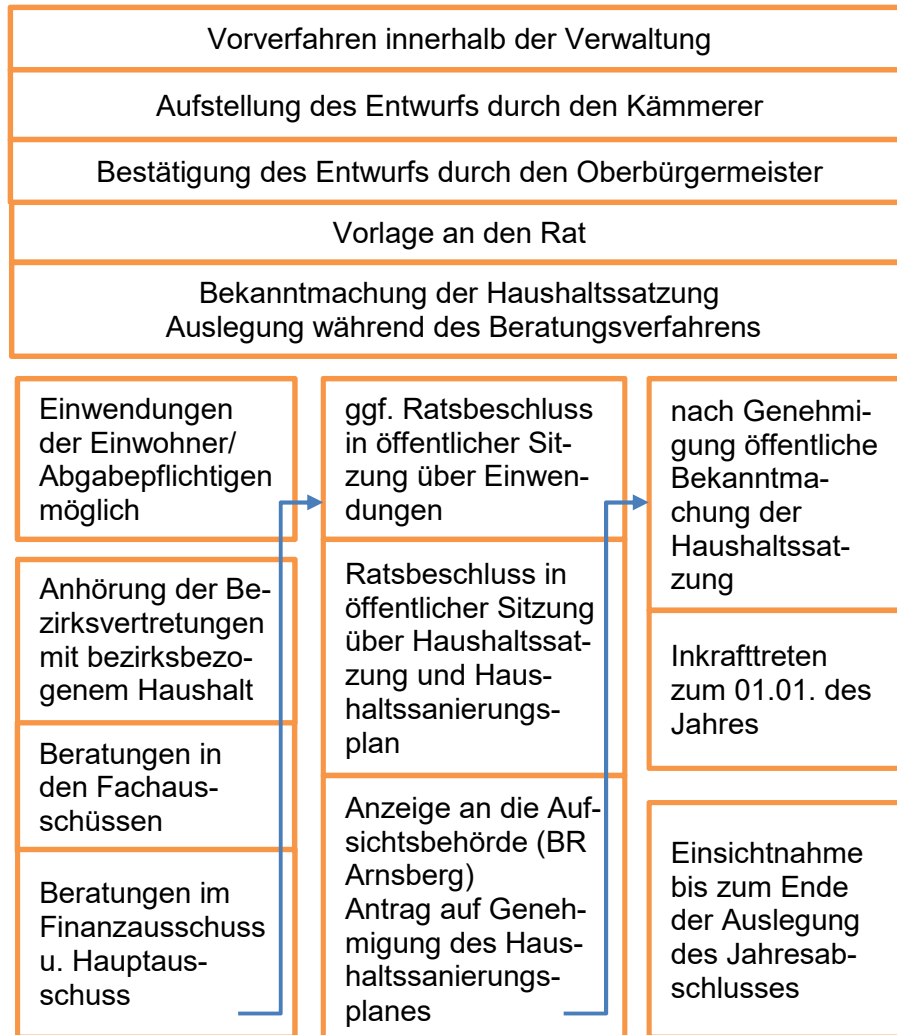 Vorverfahren innerhalb der Verwaltung
Aufstellung des Entwurfs durch den Kämmerer
Bestätigung des Entwurfs durch den Oberbürgermeister
Vorlage an den Rat
Bekanntmachung der Haushaltssatzung
Auslegung während des Beratungsverfahrens
Einwendungen
der Einwohner/
Abgabepflichtigen
möglich
Anhörung der Be-
zirksvertretungen
mit bezirksbezo-
genem Haushalt
Beratungen in
den Fachaus-
schüssen
Beratungen im
Finanzausschuss
u. Hauptaus-
schuss
ggf. Ratsbeschluss
in öffentlicher Sit-
zung über Einwen-
dungen
Ratsbeschluss in
öffentlicher Sitzung
über Haushaltssat-
zung und Haus-
haltssanierungs-
plan
Anzeige an die Auf-
sichtsbehörde (BR
Arnsberg)
Antrag auf Geneh-
migung des Haus-
haltssanierungs-
planes
nach Genehmi-
gung öffentliche
Bekanntma-
chung der
Haushaltssat-
zung
Inkrafttreten
zum 01.01. des
Jahres
Einsichtnahme
bis zum Ende
der Auslegung
des Jahresab-
schlusses